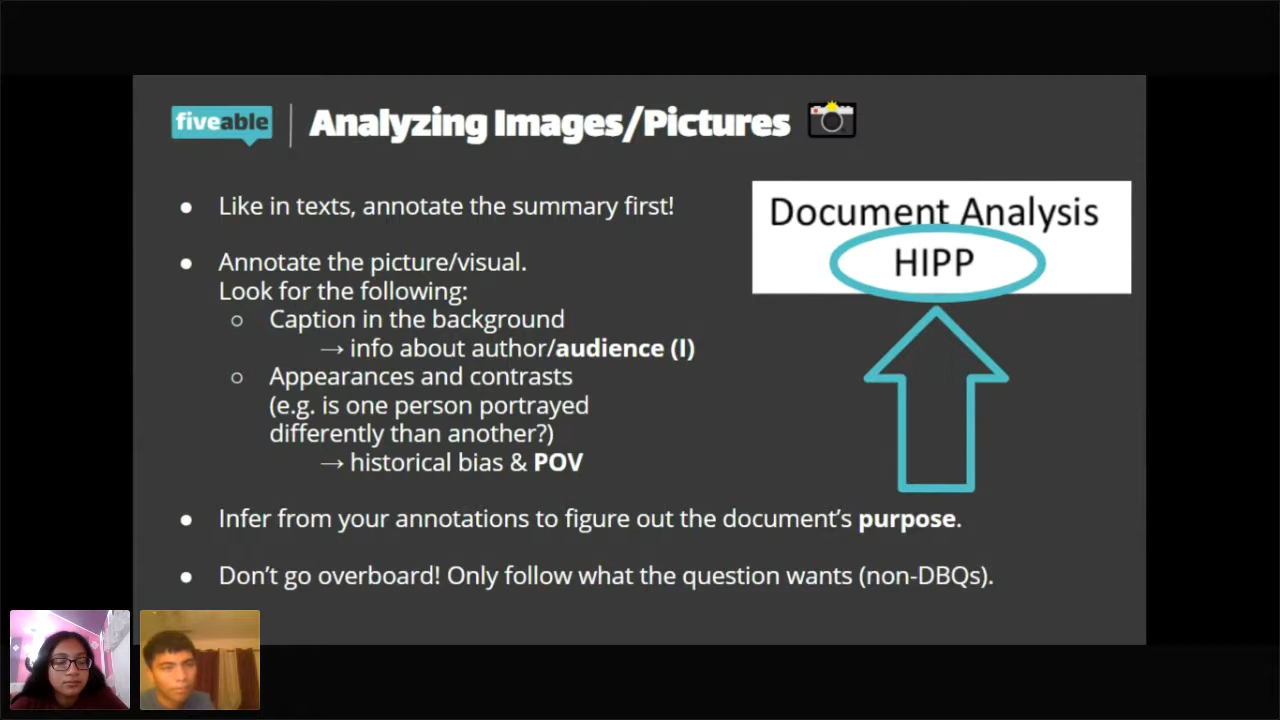 fiveable
Analyzing Images/Pictures
● Like in texts, annotate the summary first!
● Annotate the picture/visual.
Look for the following:
○ Caption in the background
→ info about author/audience (I)
○ Appearances and contrasts
(e.g. is one person portrayed
differently than another?)
→ historical bias & POV
● Infer from your annotations to figure out the document’s purpose.
● Don’t go overboard! Only follow what the question wants (non-DBQs).
Document Analysis
HIPP